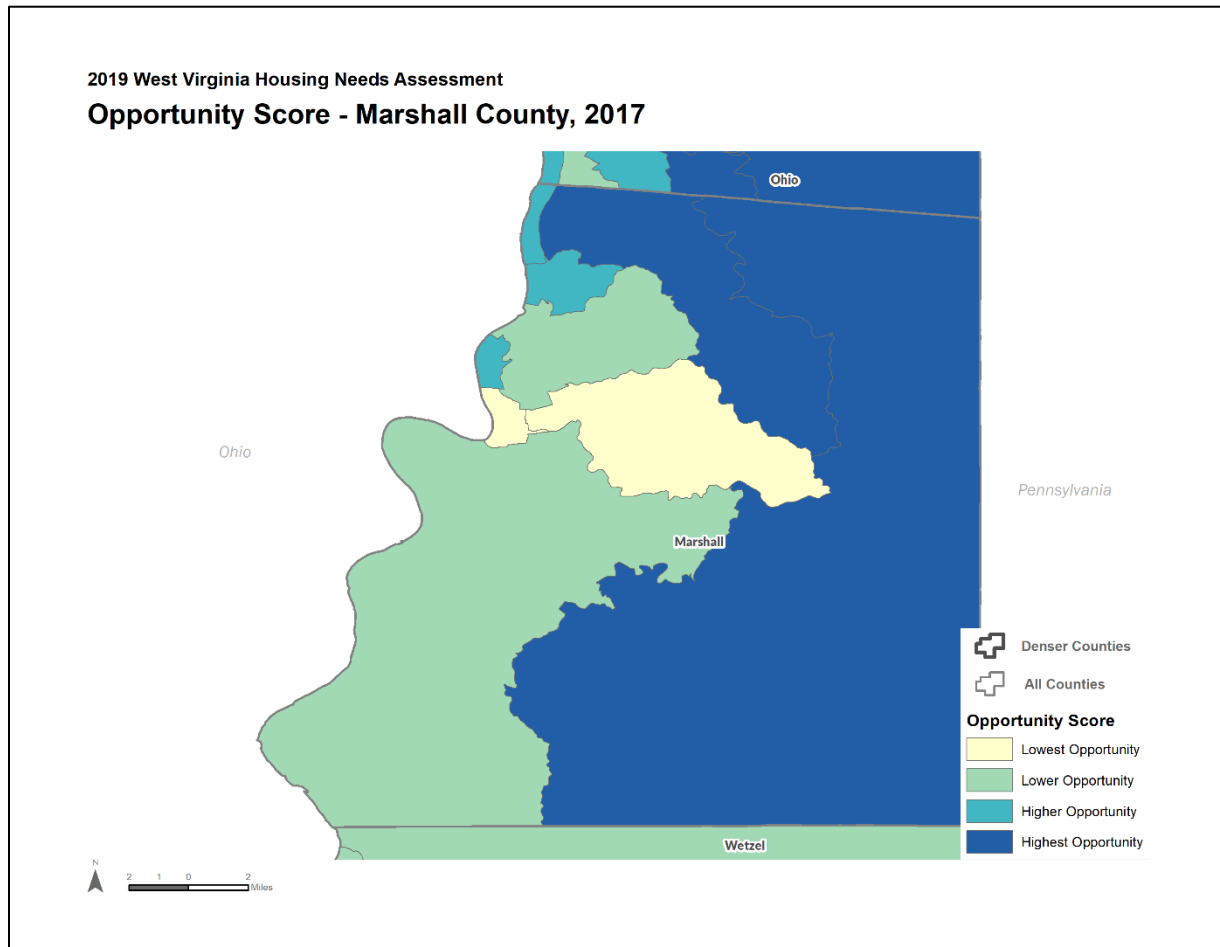 2019 West Virginia Housing Needs Assessment
Opportunity Score - Marshall County, 2017
Ohio
Ohio
Pennsylvania
Marshall
Denser Counties
All Counties
Opportunity Score
Lowest Opportunity
Lower Opportunity
Higher Opportunity
Highest Opportunity
Wetzel
N
2 1 0 2
Miles